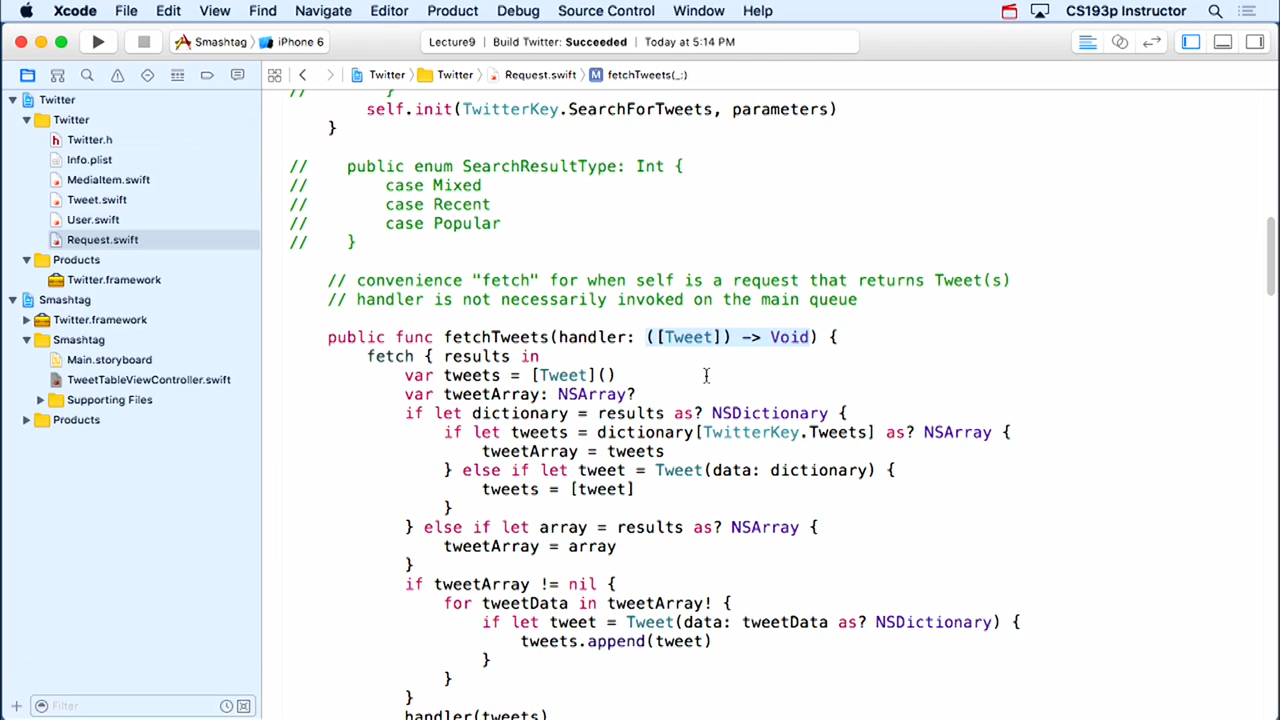 Xcode File Edit View Find Navigate Editor Product Debug Source Control Window Help CS193p Instructor
Smashtag iPhone 6 Lecture9 Build Twitter: Succeeded Today at 5:14 PM
Twitter Twitter Request.swift M fetchTweets(_:)
Twitter
Twitter
h Twitter.h
Info.plist
MediaItem.swift
Tweet.swift
User.swift
Request.swift
Products
Twitter.framework
Smashtag
Twitter.framework
Smashtag
Main.storyboard
TweetTableViewController.swift
Supporting Files
Products
Filter
// }
self.init(TwitterKey.SearchForTweets, parameters)
}
// public enum SearchResultType: Int {
// case Mixed
// case Recent
// case Popular
// }
// convenience "fetch" for when self is a request that returns Tweet(s)
// handler is not necessarily invoked on the main queue
public func fetchTweets(handler: ([Tweet]) -> Void) {
fetch { results in
var tweets = [Tweet]()
var tweetArray: NSArray?
if let dictionary = results as? NSDictionary {
if let tweets = dictionary[TwitterKey.Tweets] as? NSArray {
tweetArray = tweets
} else if let tweet = Tweet(data: dictionary) {
tweets = [tweet]
}
} else if let array = results as? NSArray {
tweetArray = array
}
if tweetArray != nil {
for tweetData in tweetArray! {
if let tweet = Tweet(data: tweetData as? NSDictionary) {
tweets.append(tweet)
}
}
}
handler(tweets)